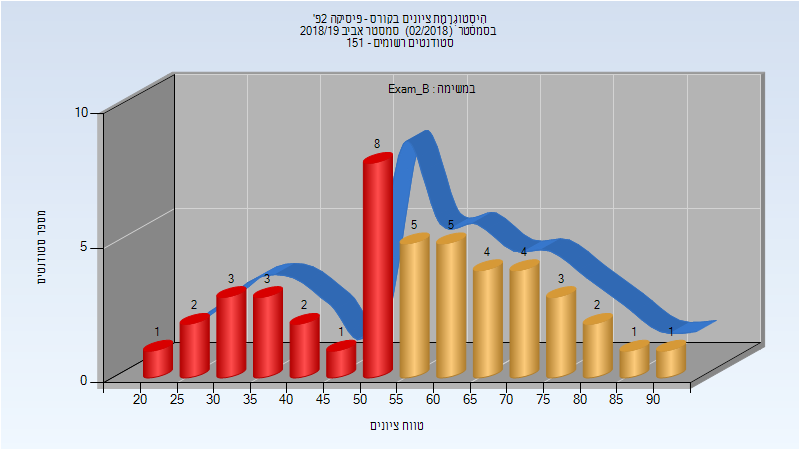 היסטוגרמת ציונים בקורס - פיסיקה 2פ'
בסמסטר (02/2018) סמסטר אביב 2018/19
סטודנטים רשומים - 151
במשימה : Exam_B
מספר סטודנטים
10
5
0
1
2
3
3
2
1
8
5
5
4
4
3
2
1
1
20 25 30 35 40 45 50 55 60 65 70 75 80 85 90
טווח ציונים